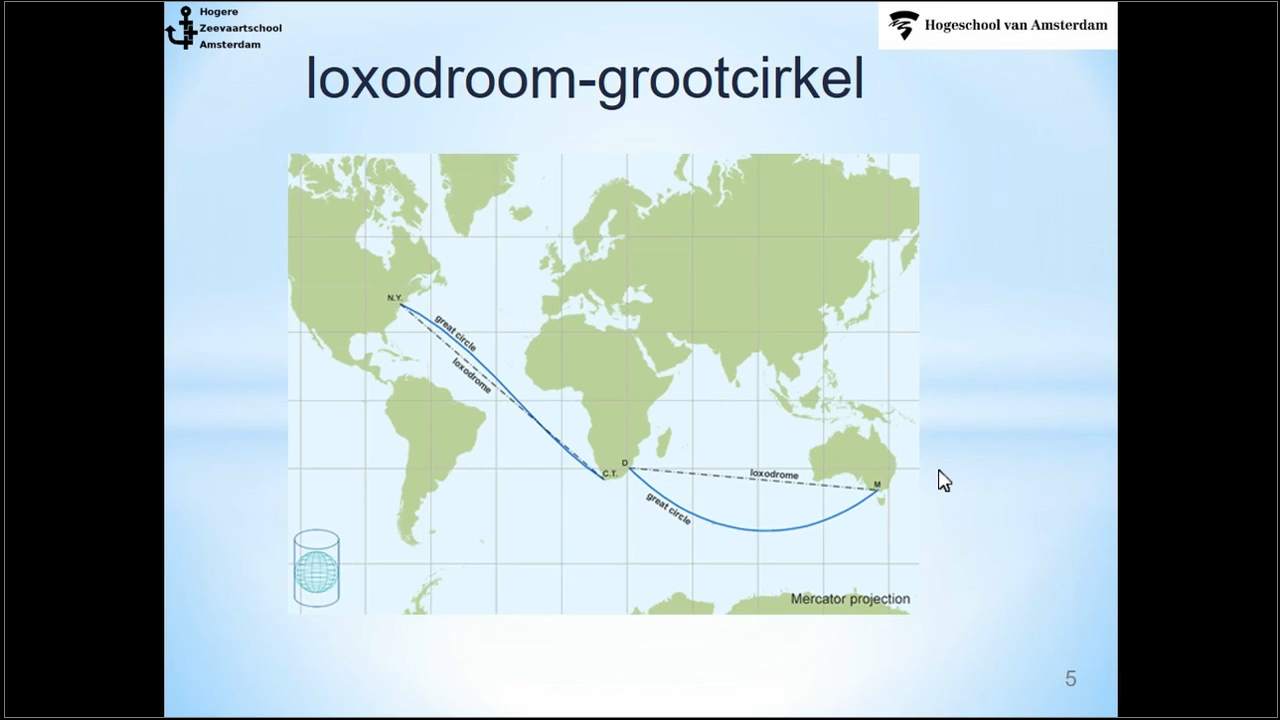 Hogere
Zeevaartschool
Amsterdam
Hogeschool van Amsterdam
loxodroom-grootcirkel
N.Y.
great circle
loxodrome
C.T.
D
loxodrome
great circle
M
Mercator projection
5